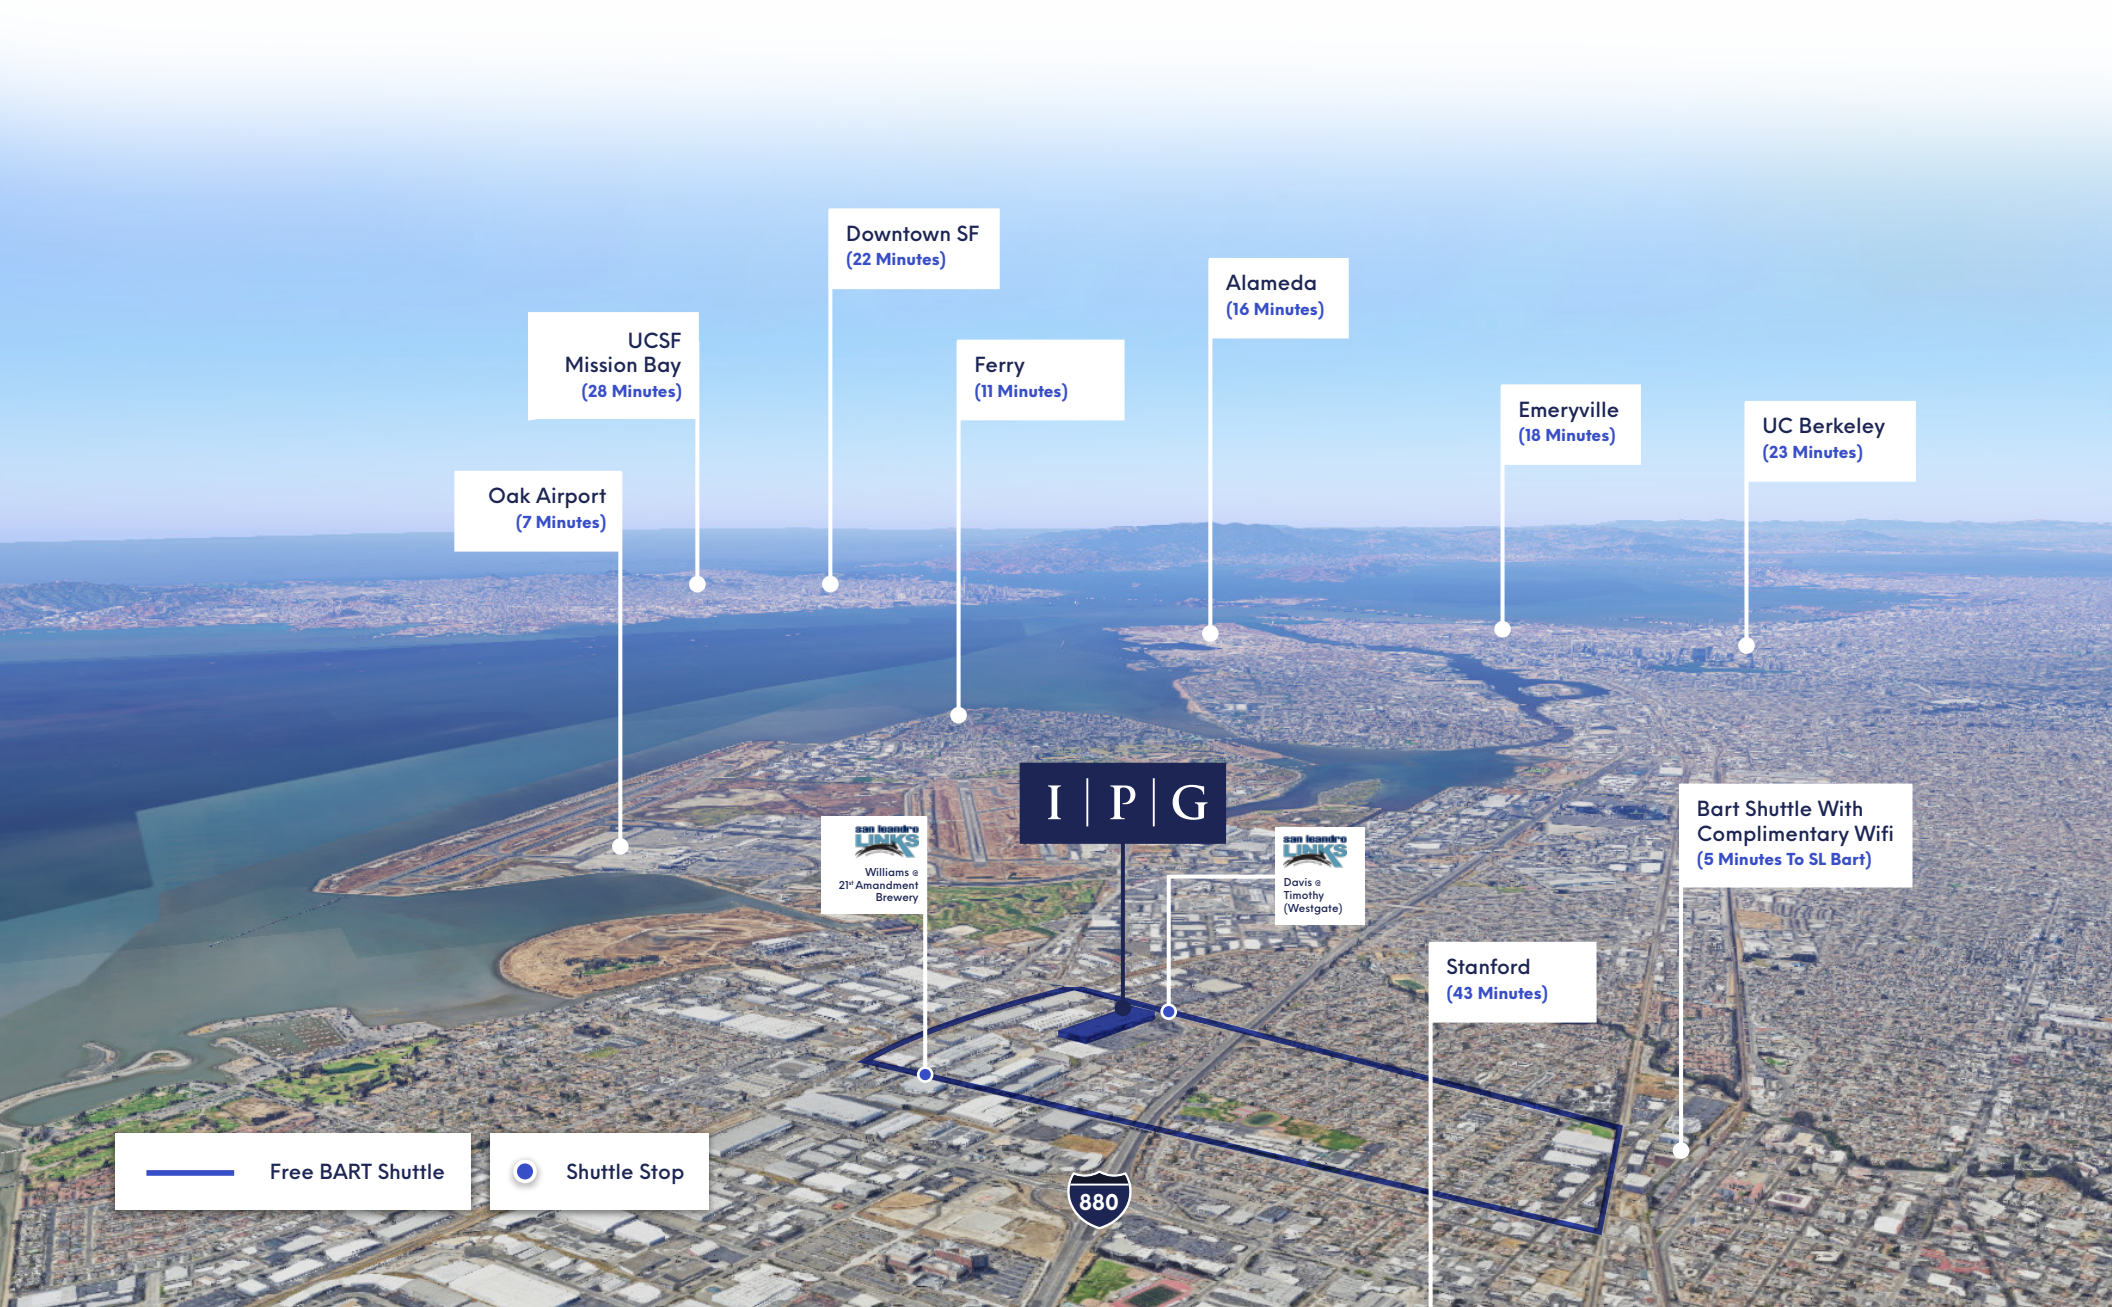 Downtown SF
(22 Minutes)
Alameda
(16 Minutes)
UCSF
Mission Bay
(28 Minutes)
Ferry
(11 Minutes)
Emeryville
(18 Minutes)
UC Berkeley
(23 Minutes)
Oak Airport
(7 Minutes)
I|P|G
Bart Shuttle With
Complimentary Wifi
(5 Minutes To SL Bart)
san leandro
LINKS
Williams @
21st Amandment
Brewery
san leandro
LINKS
Davis @
Timothy
(Westgate)
Stanford
(43 Minutes)
Free BART Shuttle
Shuttle Stop
880